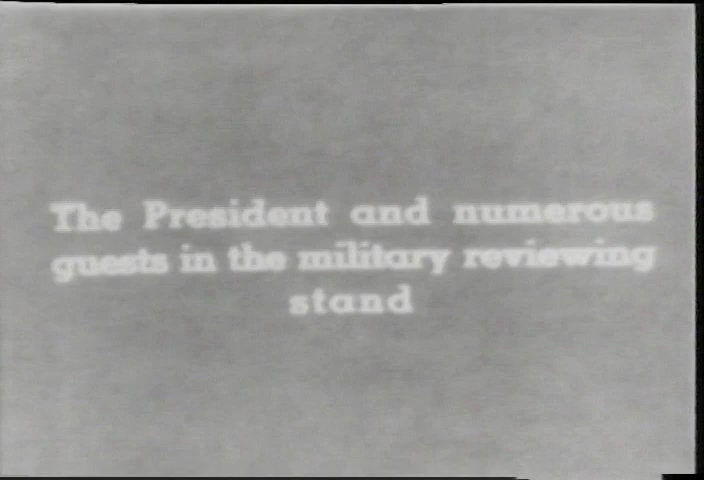 The President and numerous
guests in the military reviewing
stand